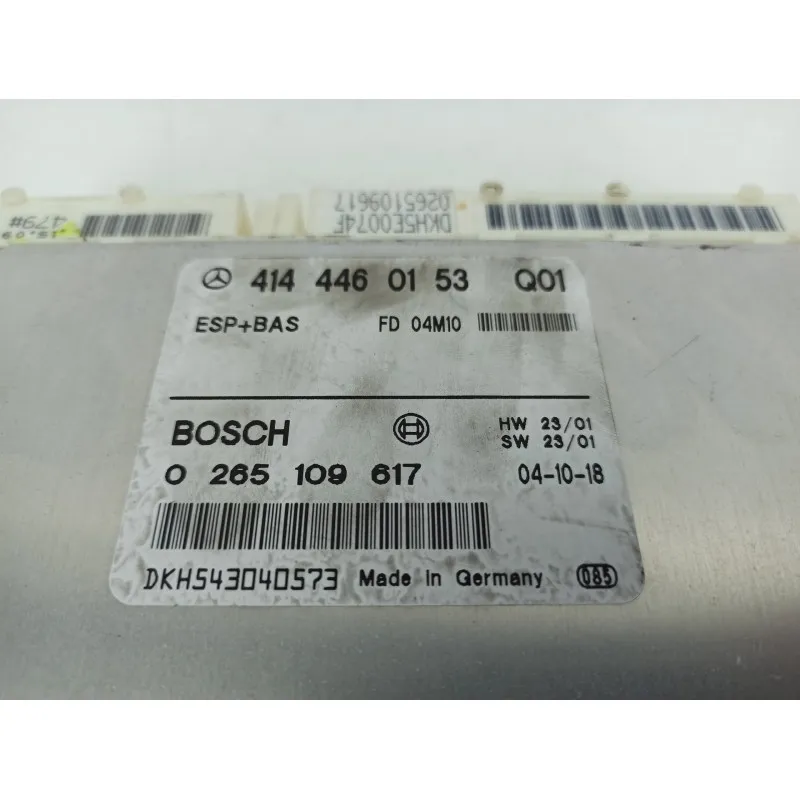 479#
DKH5E0074F
0265109617
414 446 01 53 Q01
ESP+BAS FD 04M10
BOSCH HW 23/01
SW 23/01
0 265 109 617 04-10-18
DKH543040573 Made in Germany 085